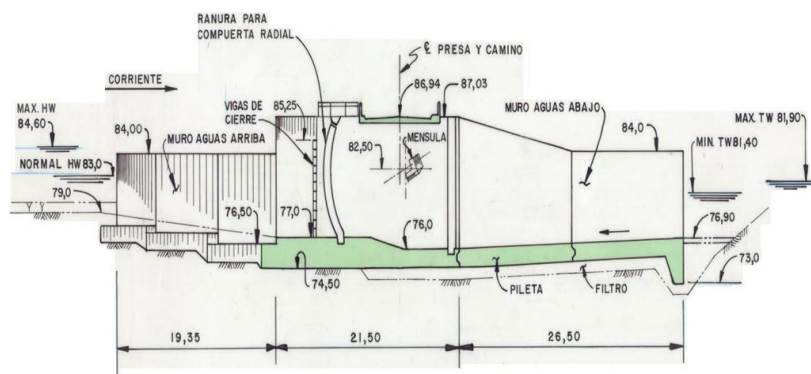 RANURA PARA
COMPUERTA RADIAL
℄ PRESA Y CAMINO
CORRIENTE
86,94
87,03
MAX. HW
84,60
VIGAS DE
CIERRE
85,25
MURO AGUAS ABAJO
MAX. TW 81,90
84,00
MURO AGUAS ARRIBA
82,50
MENSULA
84,0
MIN. TW 81,40
NORMAL HW 83,0
79,0
76,50
77,0
76,0
76,90
74,50
PILETA
FILTRO
73,0
19,35
21,50
26,50